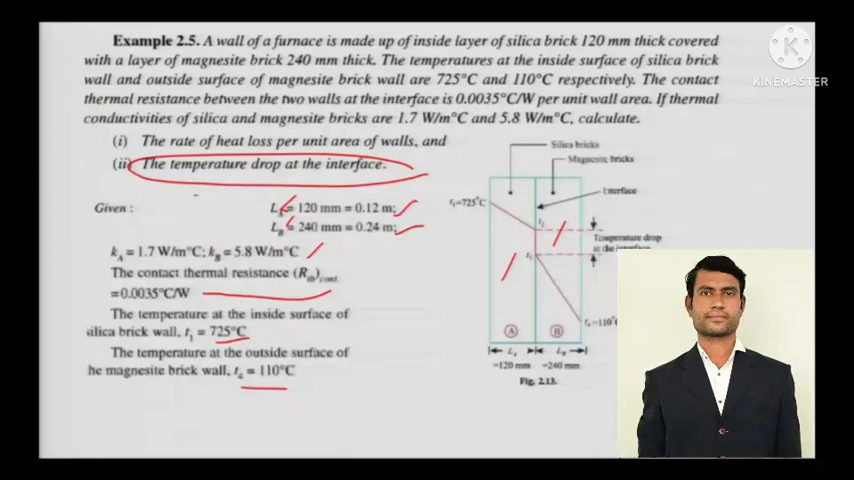 Example 2.5. A wall of a furnace is made up of inside layer of silica brick 120 mm thick covered
with a layer of magnesite brick 240 mm thick. The temperatures at the inside surface of silica brick
wall and outside surface of magnesite brick wall are 725°C and 110°C respectively. The contact
thermal resistance between the two walls at the interface is 0.0035°C/W per unit wall area. If thermal
conductivities of silica and magnesite bricks are 1.7 W/m°C and 5.8 W/m°C, calculate.
(i) The rate of heat loss per unit area of walls, and
(ii) The temperature drop at the interface.
Given :
L_A = 120 mm = 0.12 m;
L_B = 240 mm = 0.24 m;
k_A = 1.7 W/m°C; k_B = 5.8 W/m°C
The contact thermal resistance (R_th)_cont.
=0.0035°C/W
The temperature at the inside surface of
ilica brick wall, t₁ = 725°C
The temperature at the outside surface of
he magnesite brick wall, t₄ = 110°C
Silica bricks
Magnesite bricks
Interface
t₁=725°C
t₂
Temperature drop
at the interface
t₃
t₄=110°C
A
B
L_A
L_B
=120 mm
=240 mm
Fig. 2.13.
K
KINEMASTER